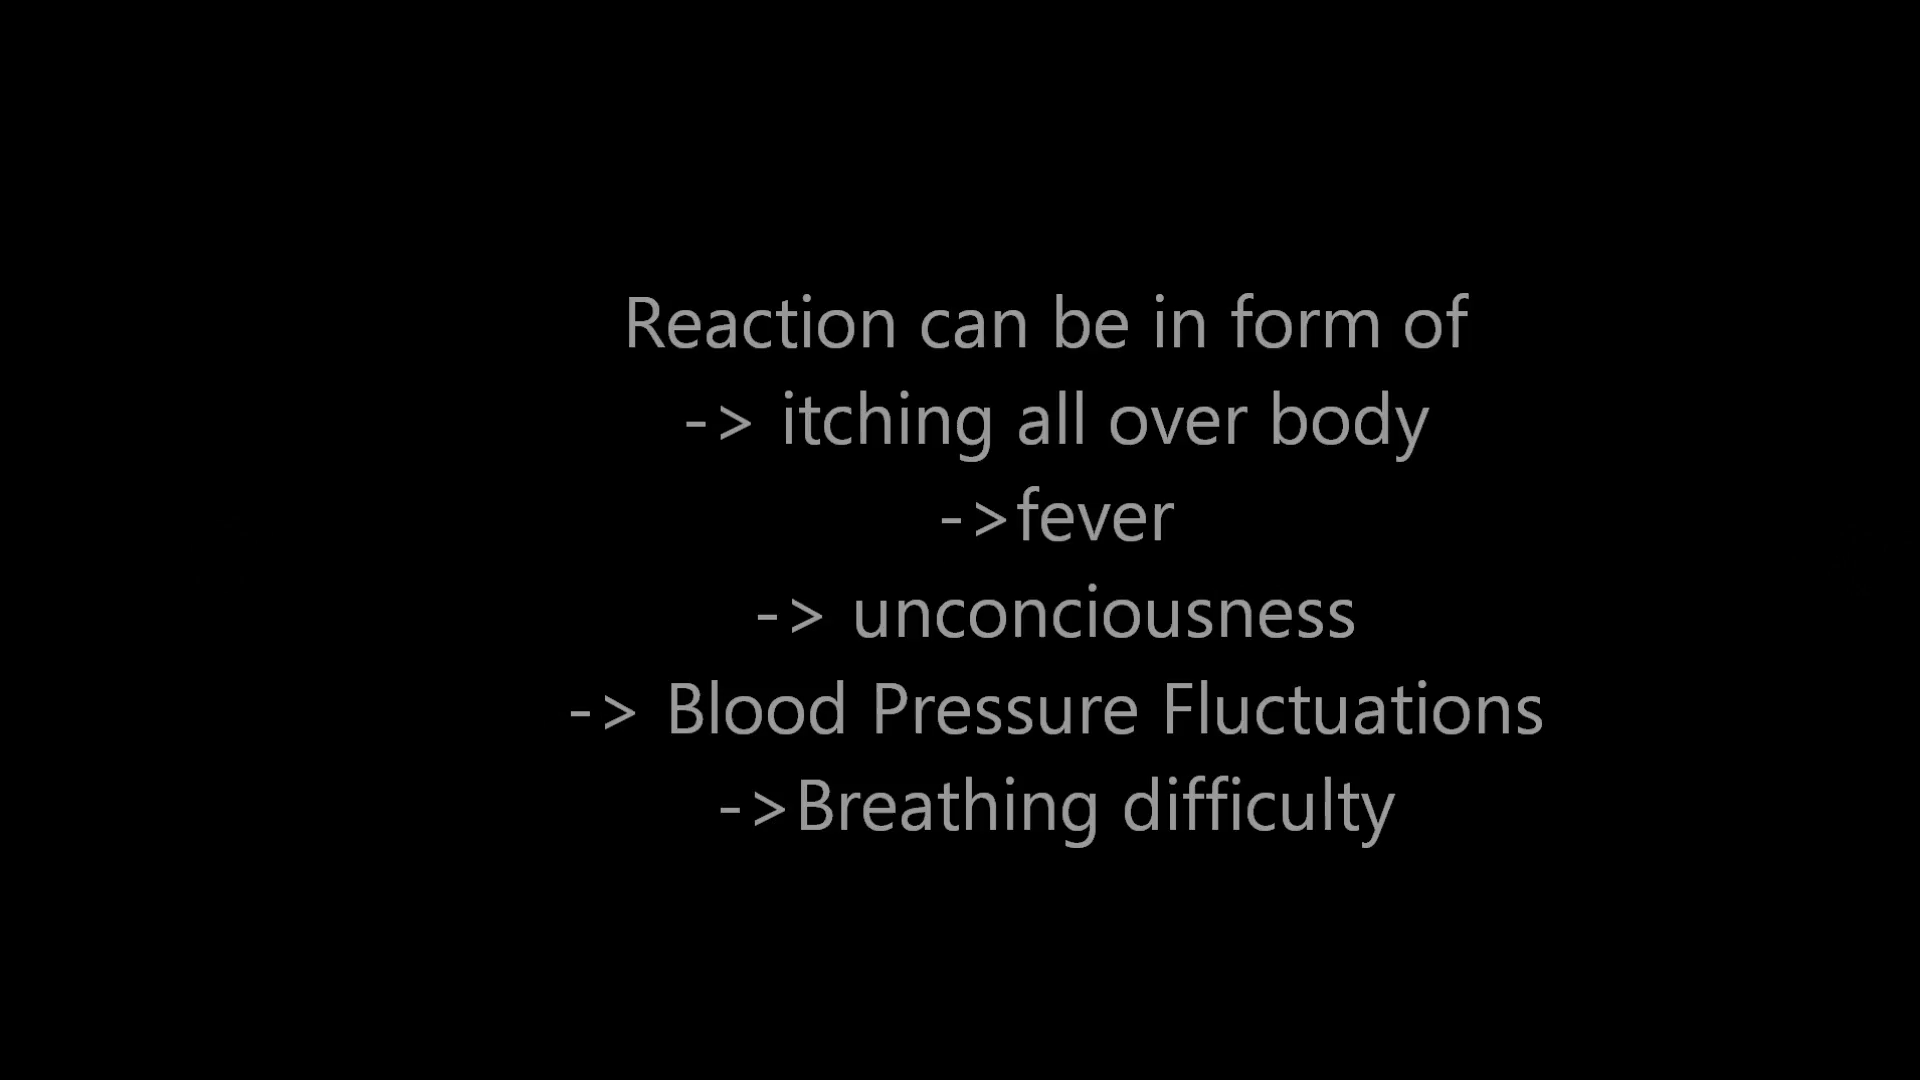 Reaction can be in form of
-> itching all over body
->fever
-> unconciousness
-> Blood Pressure Fluctuations
->Breathing difficulty